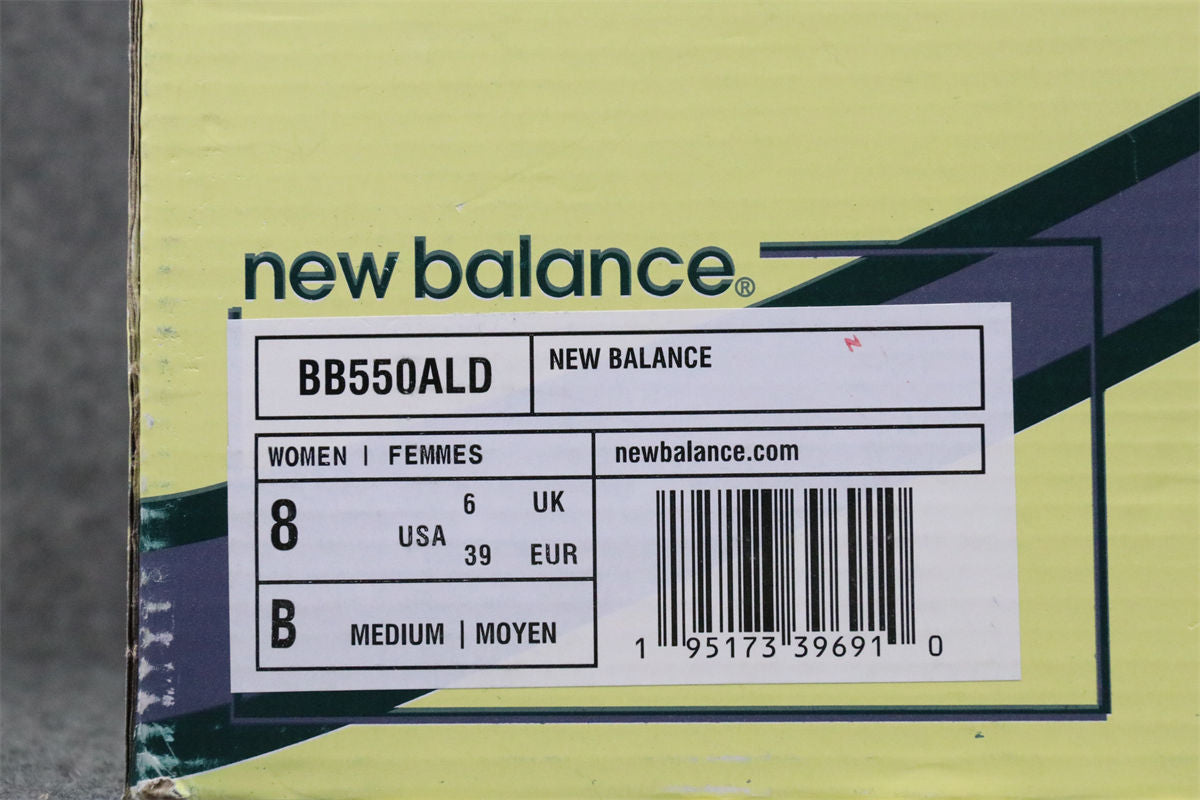 new balance®
BB550ALD
NEW BALANCE
WOMEN | FEMMES
newbalance.com
8 USA 6 UK
39 EUR
B MEDIUM | MOYEN
1 95173 39691 0